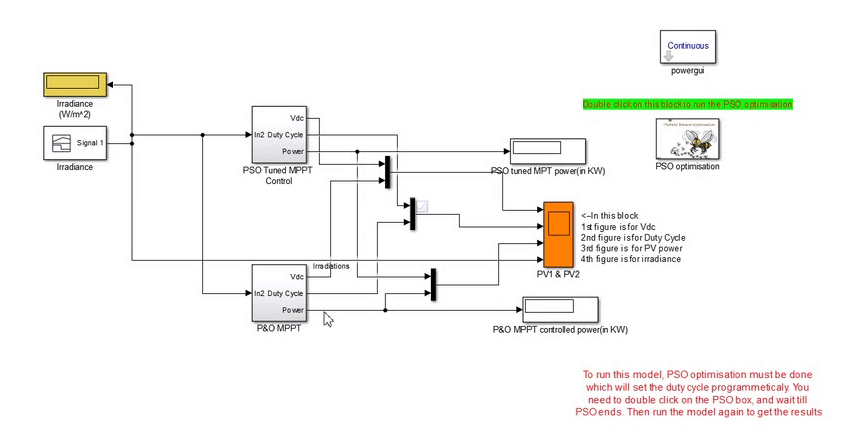 Continuous
powergui
Double click on this block to run the PSO optimisation
PSO optimisation
Irradiance
(W/m^2)
Signal 1
Irradiance
Vdc
In2 Duty Cycle
Power
PSO Tuned MPPT
Control
PSO tuned MPT power(in KW)
<--In this block
1st figure is for Vdc
2nd figure is for Duty Cycle
3rd figure is for PV power
4th figure is for irradiance
PV1 & PV2
Irradiations
Vdc
In2 Duty Cycle
Power
P&O MPPT
P&O MPPT controlled power(in KW)
To run this model, PSO optimisation must be done
which will set the duty cycle programmeticaly. You
need to double click on the PSO box, and wait till
PSO ends. Then run the model again to get the results